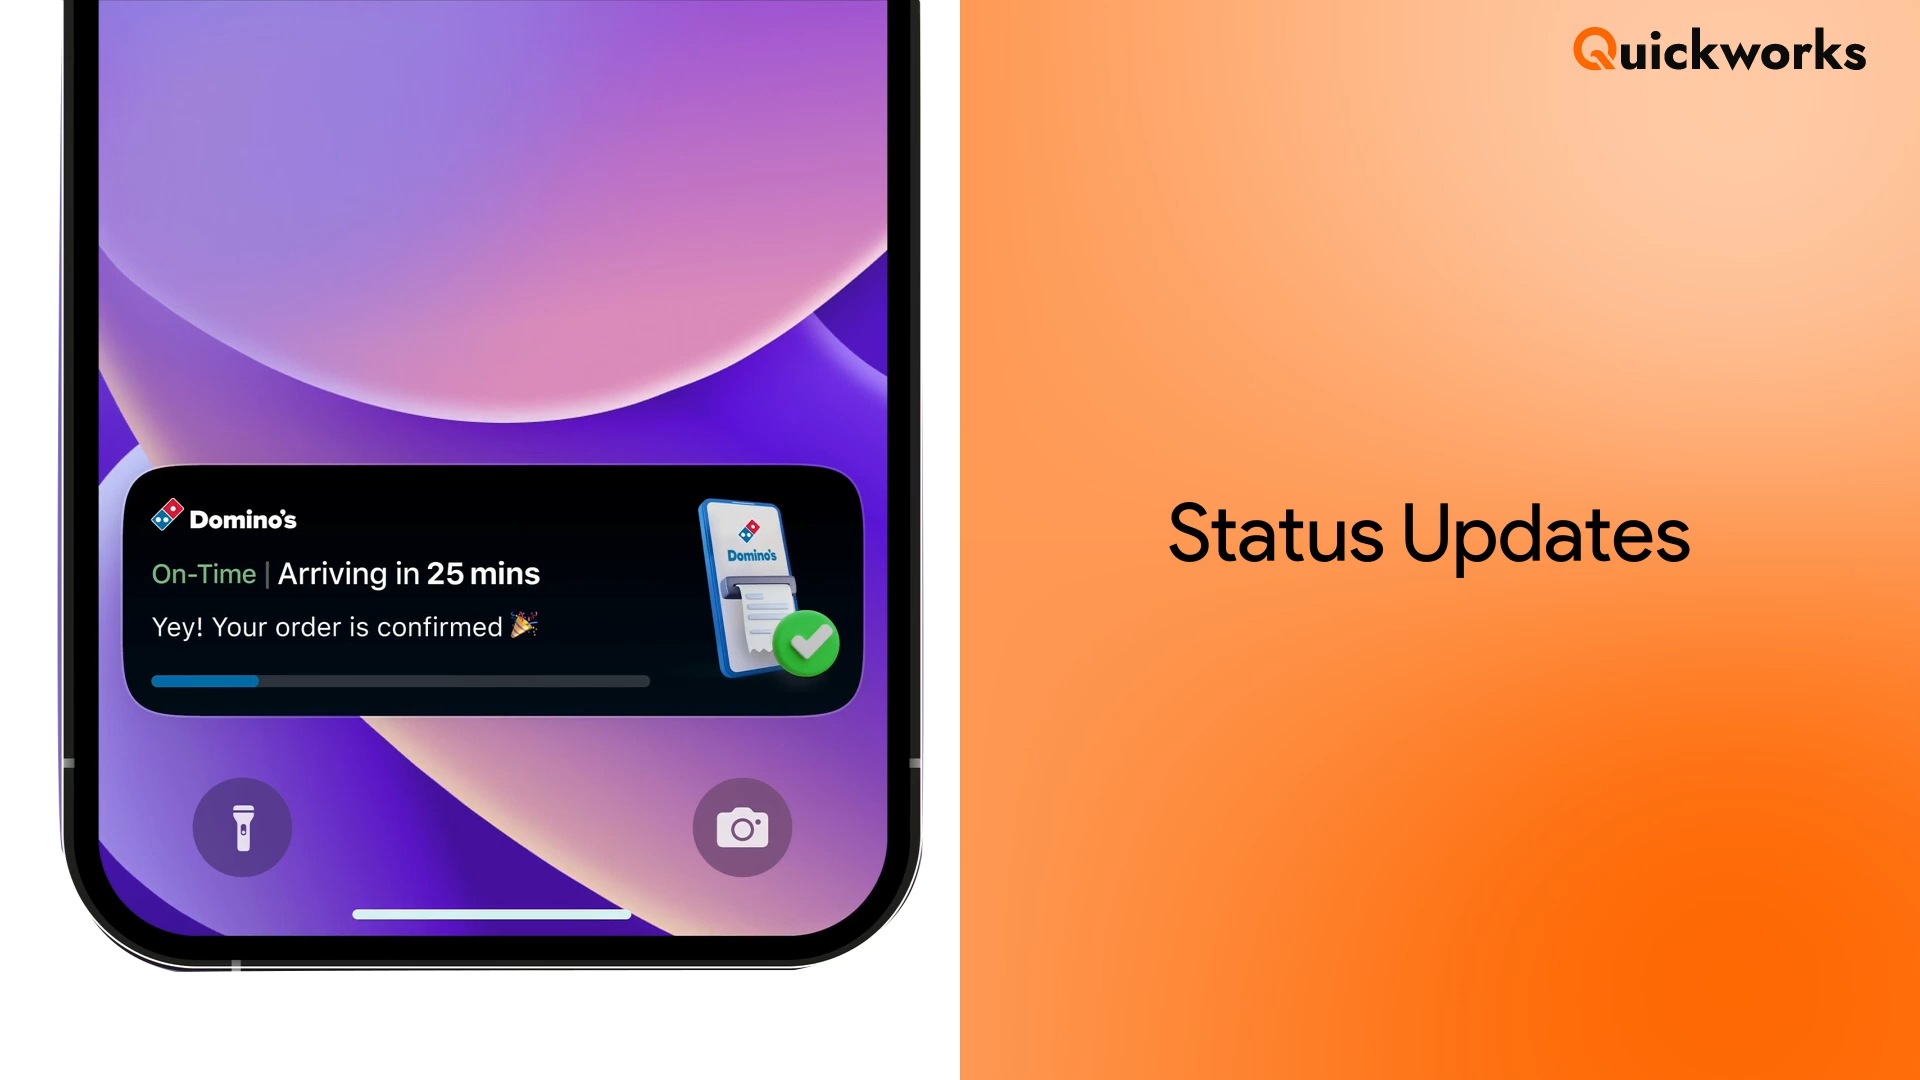 Domino's
On-Time | Arriving in 25 mins
Yey! Your order is confirmed 🎉
Domino's
Quickworks
Status Updates